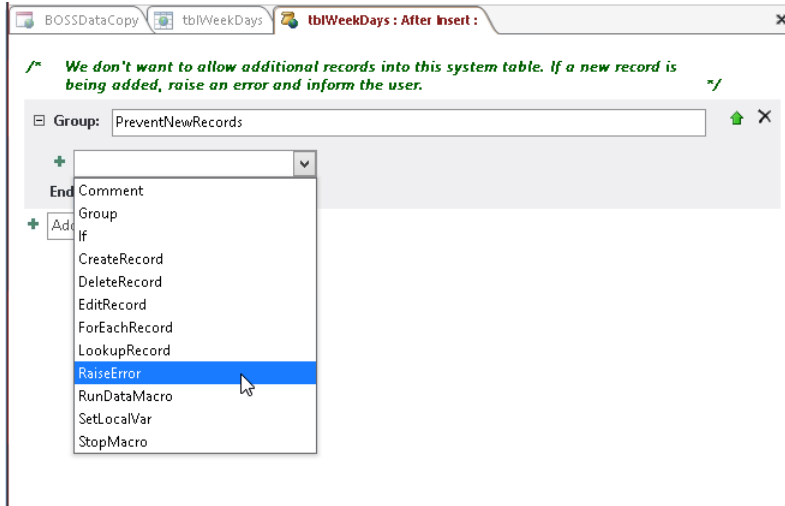 BOSSDataCopy tblWeekDays tblWeekDays : After Insert :
/* We don't want to allow additional records into this system table. If a new record is
being added, raise an error and inform the user. */
Group: PreventNewRecords
End
Comment
Group
Add
If
CreateRecord
DeleteRecord
EditRecord
ForEachRecord
LookupRecord
RaiseError
RunDataMacro
SetLocalVar
StopMacro